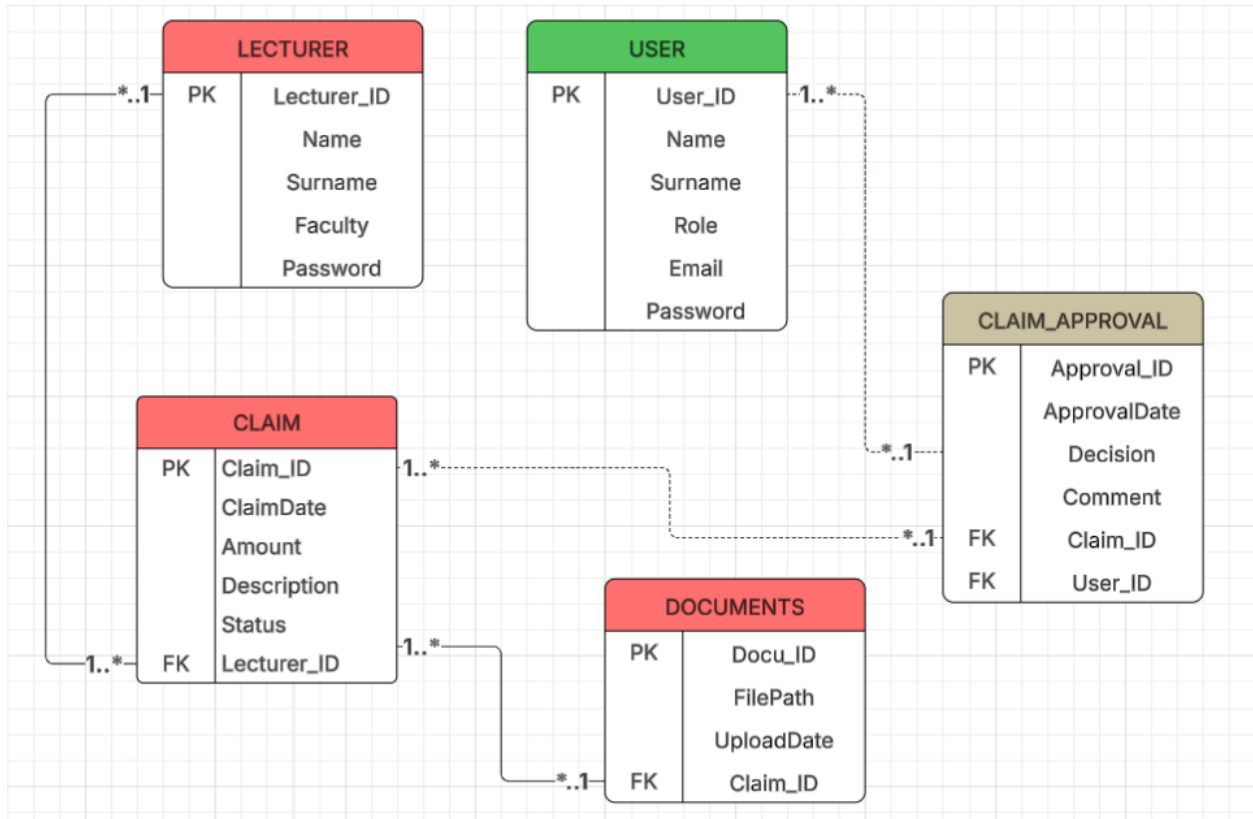 LECTURER
*..1
PK Lecturer_ID
Name
Surname
Faculty
Password
USER
PK User_ID
1..*
Name
Surname
Role
Email
Password
CLAIM_APPROVAL
PK Approval_ID
ApprovalDate
*..1
Decision
Comment
*..1
FK Claim_ID
FK User_ID
CLAIM
PK Claim_ID
1..*
ClaimDate
Amount
Description
Status
1..*
FK Lecturer_ID
1..*
DOCUMENTS
PK Docu_ID
FilePath
UploadDate
*..1
FK Claim_ID